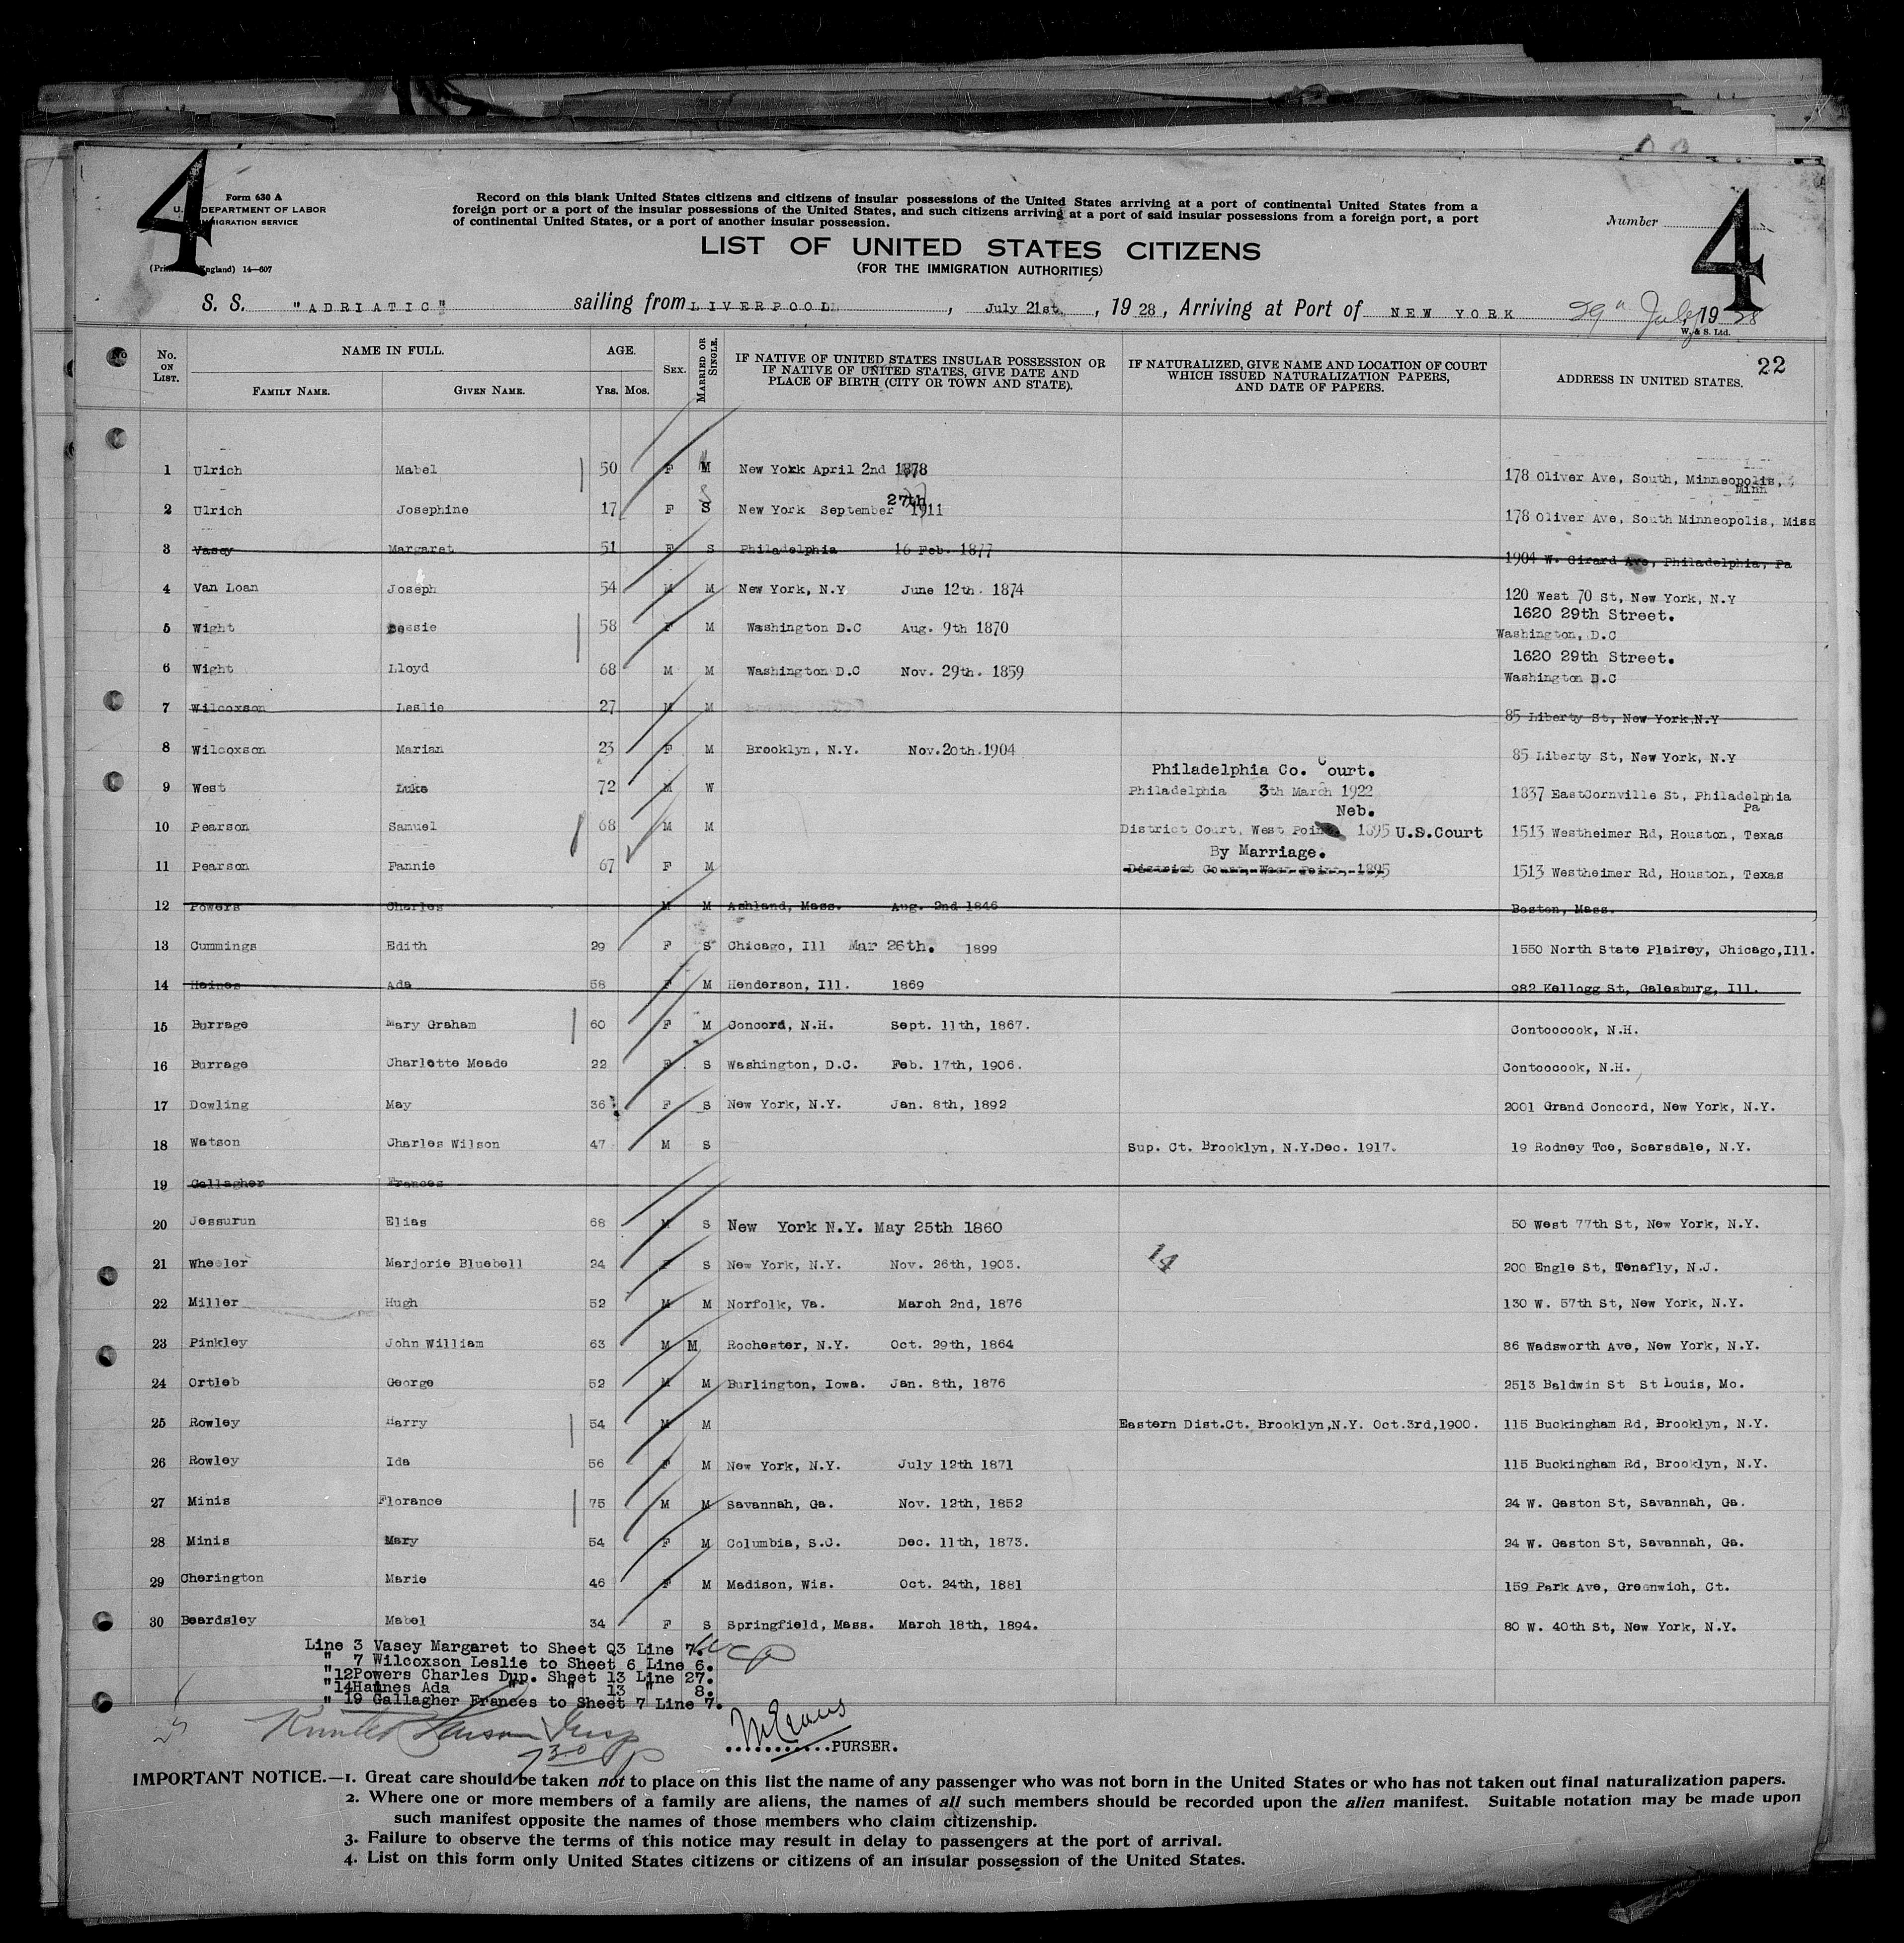 4
Form 630 A
U. S. DEPARTMENT OF LABOR
IMMIGRATION SERVICE
(Printed in England) 14—607
Record on this blank United States citizens and citizens of insular possessions of the United States arriving at a port of continental United States from a
foreign port or a port of the insular possessions of the United States, and such citizens arriving at a port of said insular possessions from a foreign port, a port
of continental United States, or a port of another insular possession.
Number
4
LIST OF UNITED STATES CITIZENS
(FOR THE IMMIGRATION AUTHORITIES)
S. S. "ADRIATIC" sailing from LIVERPOOL, July 21st, 19 28, Arriving at Port of NEW YORK 29th July, 19 28
W. & S. Ltd.
22
No. ON LIST. NAME IN FULL. AGE. SEX. MARRIED OR SINGLE. IF NATIVE OF UNITED STATES INSULAR POSSESSION OR IF NATIVE OF UNITED STATES, GIVE DATE AND PLACE OF BIRTH (CITY OR TOWN AND STATE). IF NATURALIZED, GIVE NAME AND LOCATION OF COURT WHICH ISSUED NATURALIZATION PAPERS, AND DATE OF PAPERS. ADDRESS IN UNITED STATES.
FAMILY NAME. GIVEN NAME. YRS. MOS.
1 Ulrich Mabel 50 F M New York April 2nd 1878 178 Oliver Ave, South, Minneopolis, Minn
2 Ulrich Josephine 17 F S New York September 27th 1911 178 Oliver Ave, South Minneopolis, Miss
3 Vasey Margaret 51 F S Philadelphia 16 Feb. 1877 1904 W. Girard Ave, Philadelphia, Pa
4 Van Loan Joseph 54 M M New York, N.Y June 12th. 1874 120 West 70 St, New York, N.Y
5 Wight Bessie 58 F M Washington D.C Aug. 9th 1870 1620 29th Street. Washington, D.C
6 Wight Lloyd 68 M M Washington D.C Nov. 29th. 1859 1620 29th Street. Washington D.C
7 Wilcoxson Leslie 27 M M 85 Liberty St, New York.N.Y
8 Wilcoxson Marian 23 F M Brooklyn, N.Y. Nov.20th.1904 85 Liberty St, New York, N.Y
9 West Luke 72 M W Philadelphia Co. Court. Philadelphia 3th March 1922 1837 EastCornville St, Philadelphia Pa
10 Pearson Samuel 68 M M District Court, West Point Neb. 1895 U.S.Court 1513 Westheimer Rd, Houston, Texas
11 Pearson Fannie 67 F M By Marriage. District Court, West Point, 1895 1513 Westheimer Rd, Houston, Texas
12 Powers Charles M M Ashland, Mass. Aug. 2nd 1846 Boston, Mass.
13 Cummings Edith 29 F S Chicago, Ill Mar 26th. 1899 1550 North State Plairey, Chicago,Ill.
14 Haines Ada 58 F M Henderson, Ill. 1869 982 Kellogg St, Galesburg, Ill.
15 Burrage Mary Graham 60 F M Concord, N.H. Sept. 11th, 1867. Contoocook, N.H.
16 Burrage Charlotte Meade 22 F S Washington, D.C. Feb. 17th, 1906. Contoocook, N.H.
17 Dowling May 36 F S New York, N.Y. Jan. 8th, 1892 2001 Grand Concord, New York, N.Y.
18 Watson Charles Wilson 47 M S Sup. Ct. Brooklyn, N.Y.Dec. 1917. 19 Rodney Tce, Scarsdale, N.Y.
19 Gallagher Frances
20 Jessurun Elias 68 M S New York N.Y. May 25th 1860 50 West 77th St, New York, N.Y.
21 Wheeler Marjorie Bluebell 24 F S New York, N.Y. Nov. 26th, 1903. 14 200 Engle St, Tenafly, N.J.
22 Miller Hugh 52 M M Norfolk, Va. March 2nd, 1876 130 W. 57th St, New York, N.Y.
23 Pinkley John William 63 M M Rochester, N.Y. Oct. 29th, 1864 86 Wadsworth Ave, New York, N.Y.
24 Ortleb George 52 M M Burlington, Iowa. Jan. 8th, 1876 2513 Baldwin St St Louis, Mo.
25 Rowley Harry 54 M M Eastern Dist.Ct. Brooklyn,N.Y. Oct.3rd,1900. 115 Buckingham Rd, Brooklyn, N.Y.
26 Rowley Ida 56 F M New York, N.Y. July 12th 1871 115 Buckingham Rd, Brooklyn, N.Y.
27 Minis Florance 75 M M Savannah, Ga. Nov. 12th, 1852 24 W. Gaston St, Savannah, Ga.
28 Minis Mary 54 F M Columbia, S.C. Dec. 11th, 1873. 24 W. Gaston St, Savannah, Ga.
29 Cherington Marie 46 F M Madison, Wis. Oct. 24th, 1881 159 Park Ave, Greenwich, Ct.
30 Beardsley Mabel 34 F S Springfield, Mass. March 18th, 1894. 80 W. 40th St, New York, N.Y.
Line 3 Vasey Margaret to Sheet Q3 Line 7.
" 7 Wilcoxson Leslie to Sheet 6 Line 6.
"12Powers Charles Dup. Sheet 13 Line 27.
"14Haines Ada " " 13 " 8.
" 19 Gallagher Frances to Sheet 7 Line 7.
PURSER.
IMPORTANT NOTICE.—1. Great care should be taken not to place on this list the name of any passenger who was not born in the United States or who has not taken out final naturalization papers.
2. Where one or more members of a family are aliens, the names of all such members should be recorded upon the alien manifest. Suitable notation may be made upon
such manifest opposite the names of those members who claim citizenship.
3. Failure to observe the terms of this notice may result in delay to passengers at the port of arrival.
4. List on this form only United States citizens or citizens of an insular possession of the United States.